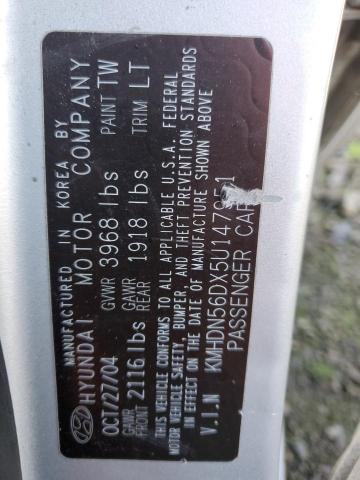 MANUFACTURED IN KOREA BY
HYUNDAI MOTOR COMPANY
OCT/27/04 GVWR 3968 lbs PAINT TW
GAWR FRONT 2116 lbs GAWR REAR 1918 lbs TRIM LT
THIS VEHICLE CONFORMS TO ALL APPLICABLE U.S.A. FEDERAL
MOTOR VEHICLE SAFETY, BUMPER, AND THEFT PREVENTION STANDARDS
IN EFFECT ON THE DATE OF MANUFACTURE SHOWN ABOVE
V.I.N
PASSENGER CAR